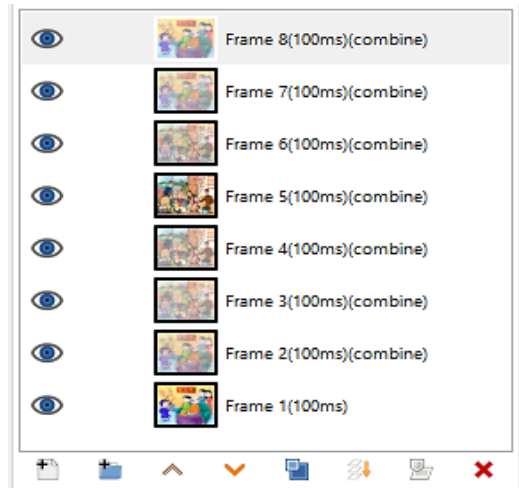 Frame 8(100ms)(combine)
Frame 7(100ms)(combine)
Frame 6(100ms)(combine)
Frame 5(100ms)(combine)
Frame 4(100ms)(combine)
Frame 3(100ms)(combine)
Frame 2(100ms)(combine)
Frame 1(100ms)